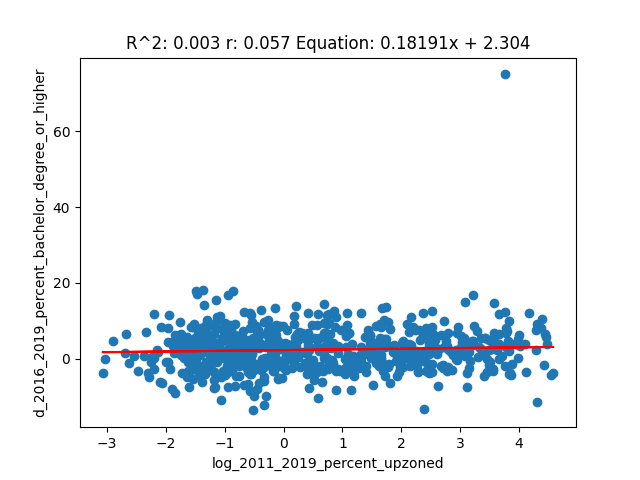 R^2: 0.003 r: 0.057 Equation: 0.18191x + 2.304
d_2016_2019_percent_bachelor_degree_or_higher
60
40
20
0
−3 −2 −1 0 1 2 3 4
log_2011_2019_percent_upzoned